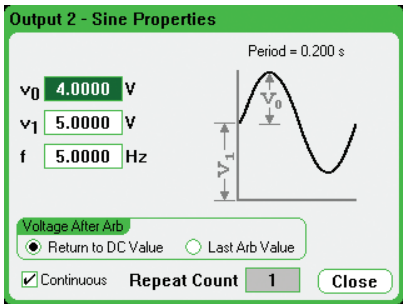 Output 2 - Sine Properties
Period = 0.200 s
v0 4.0000 V
v1 5.0000 V
f 5.0000 Hz
V0
V1
Voltage After Arb
Return to DC Value Last Arb Value
Continuous Repeat Count 1 Close